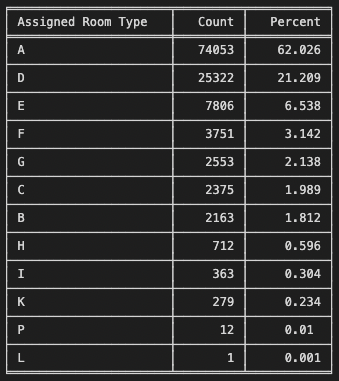 Assigned Room Type Count Percent
A 74053 62.026
D 25322 21.209
E 7806 6.538
F 3751 3.142
G 2553 2.138
C 2375 1.989
B 2163 1.812
H 712 0.596
I 363 0.304
K 279 0.234
P 12 0.01
L 1 0.001